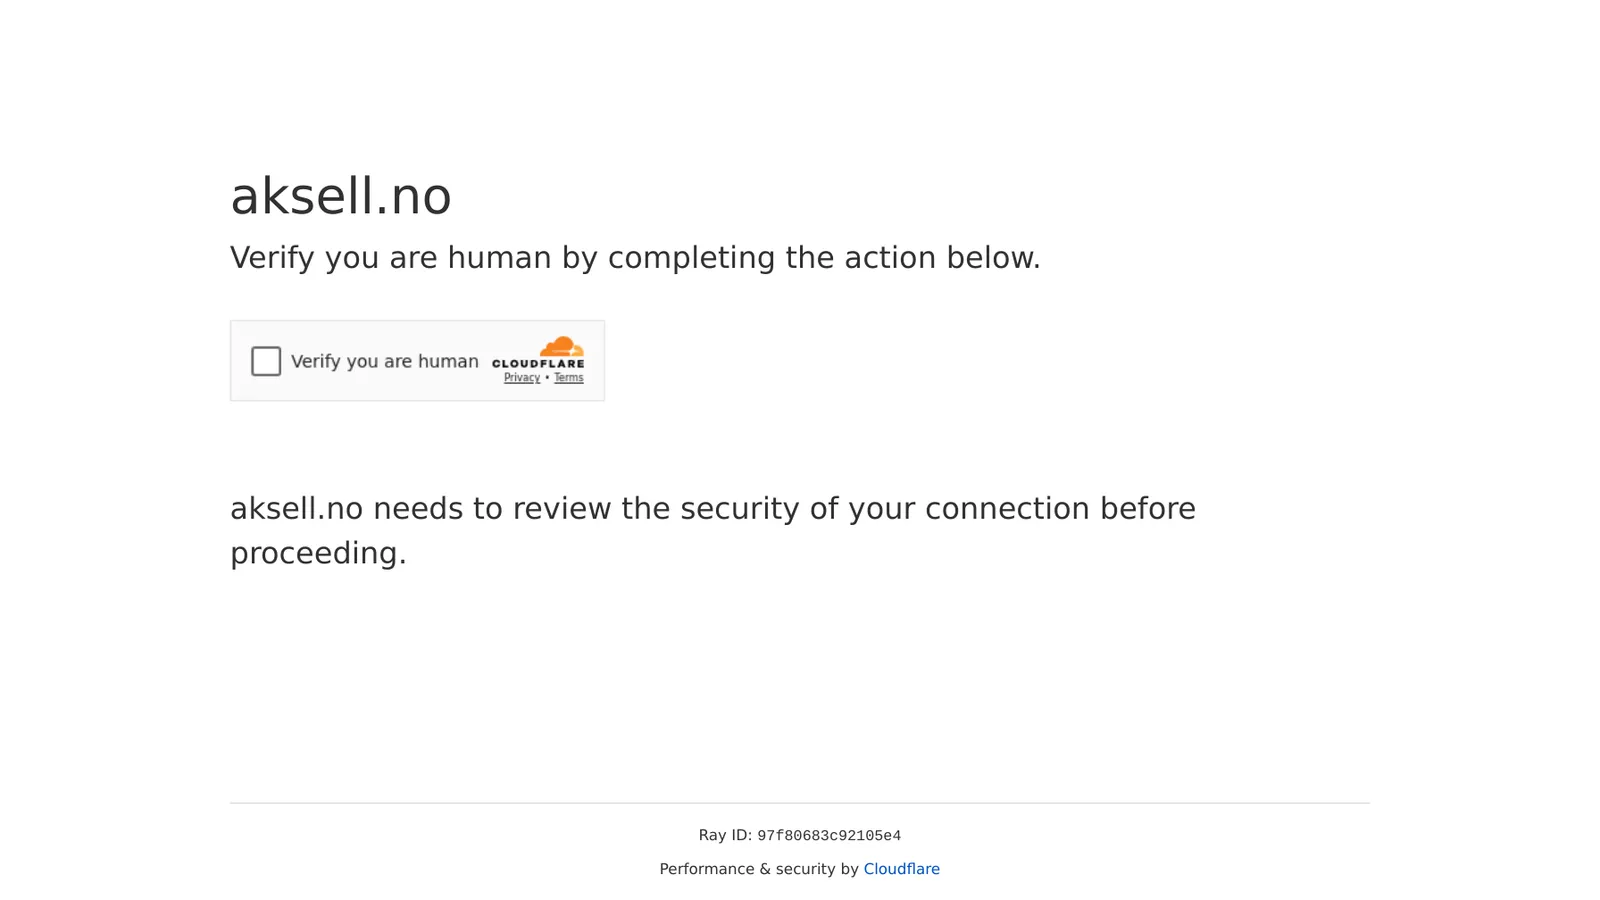 aksell.no
Verify you are human by completing the action below.
Verify you are human
CLOUDFLARE
Privacy • Terms
aksell.no needs to review the security of your connection before
proceeding.
Ray ID: 97f80683c92105e4
Performance & security by Cloudflare